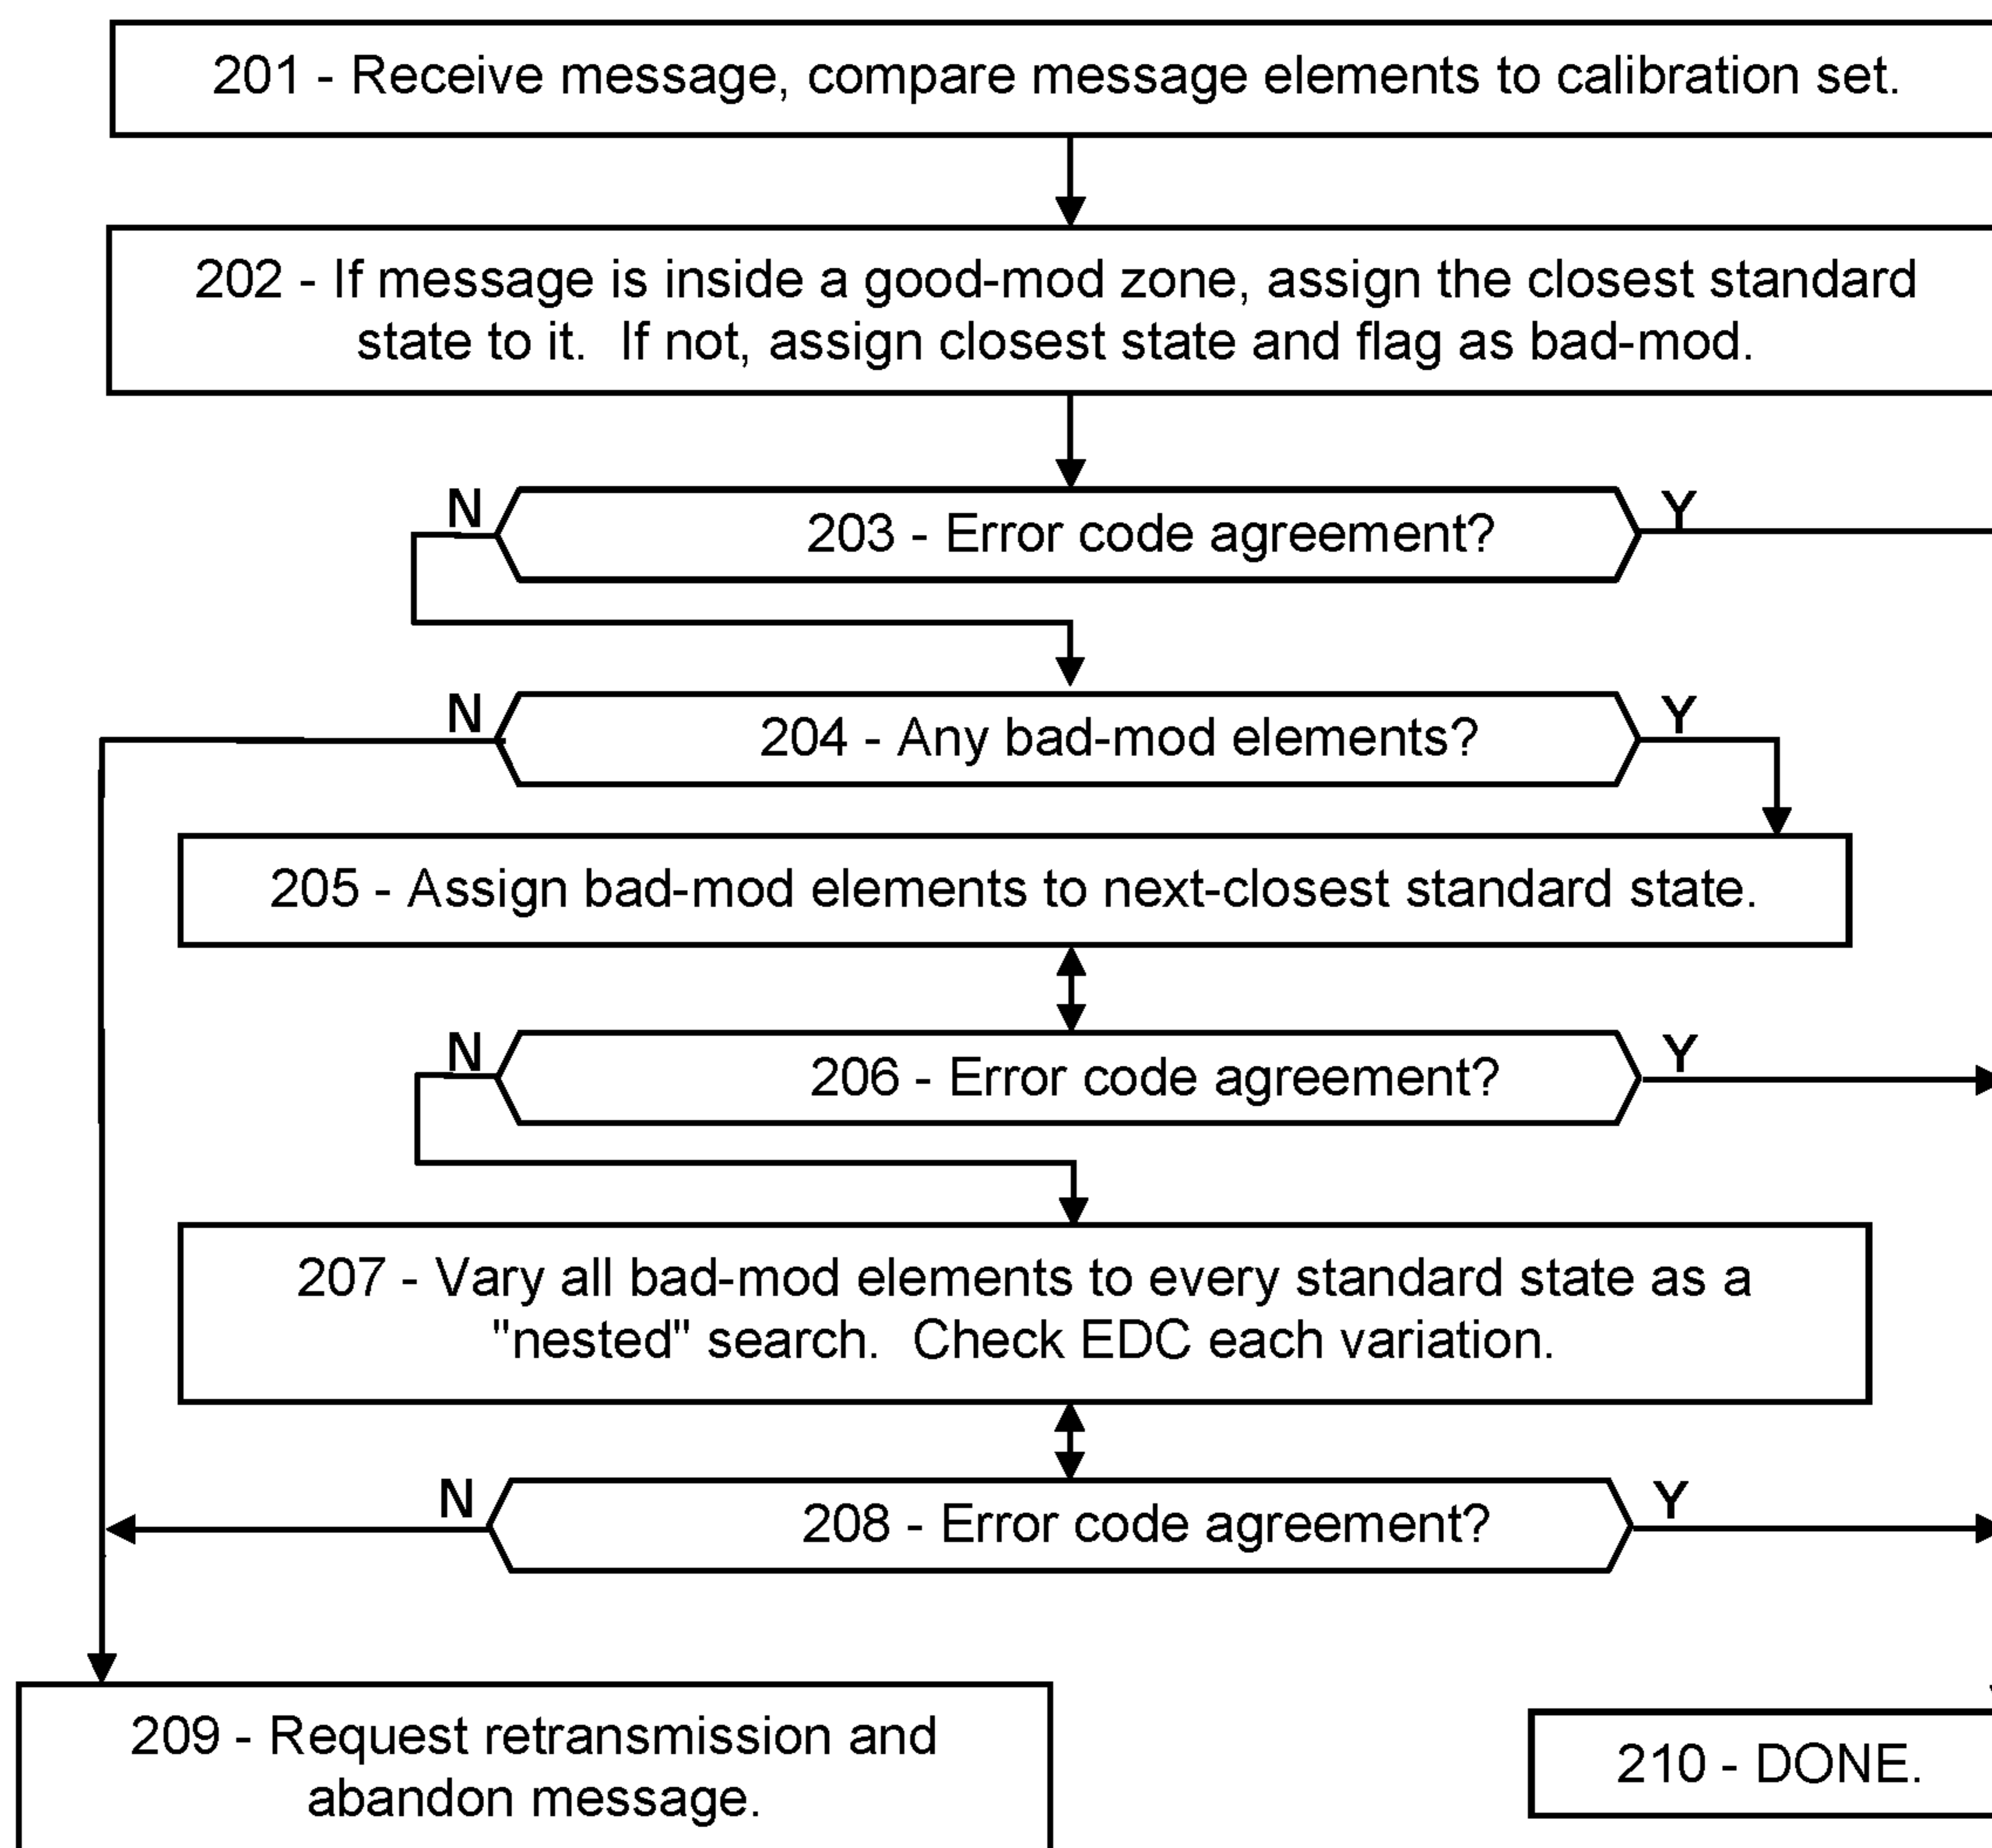 201 - Receive message, compare message elements to calibration set.
202 - If message is inside a good-mod zone, assign the closest standard
state to it.  If not, assign closest state and flag as bad-mod.
N
203 - Error code agreement?
Y
N
204 - Any bad-mod elements?
Y
205 - Assign bad-mod elements to next-closest standard state.
N
206 - Error code agreement?
Y
207 - Vary all bad-mod elements to every standard state as a
"nested" search.  Check EDC each variation.
N
208 - Error code agreement?
Y
209 - Request retransmission and
abandon message.
210 - DONE.